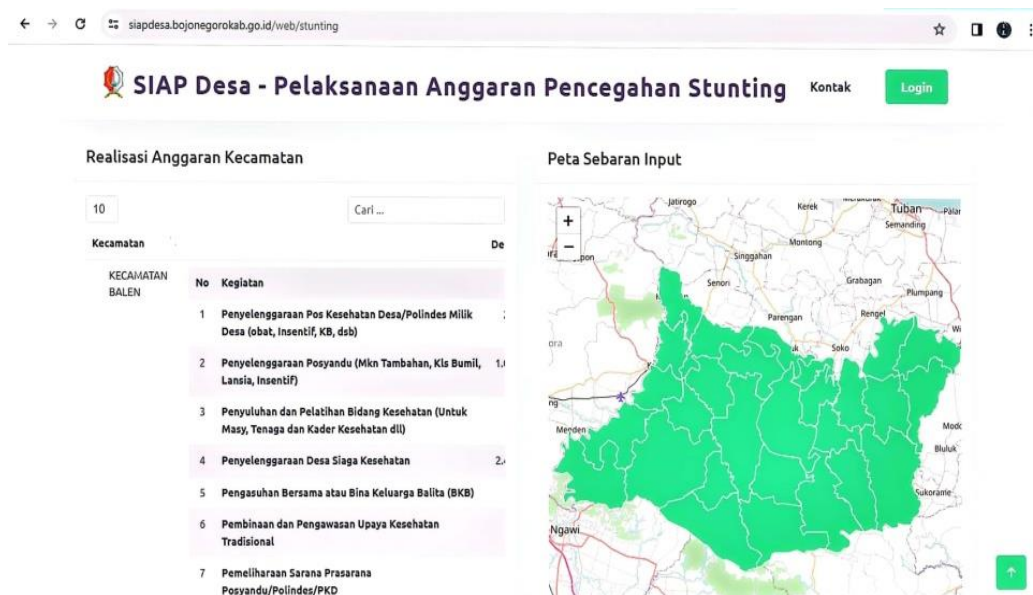 siapdesa.bojonegorokab.go.id/web/stunting
SIAP Desa - Pelaksanaan Anggaran Pencegahan Stunting
Kontak
Login
Realisasi Anggaran Kecamatan
10
Cari ...
Kecamatan
De
KECAMATAN
BALEN
No Kegiatan
1 Penyelenggaraan Pos Kesehatan Desa/Polindes Milik
Desa (obat, Insentif, KB, dsb)
2 Penyelenggaraan Posyandu (Mkn Tambahan, Kls Bumil,
Lansia, Insentif)
3 Penyuluhan dan Pelatihan Bidang Kesehatan (Untuk
Masy, Tenaga dan Kader Kesehatan dll)
4 Penyelenggaraan Desa Siaga Kesehatan
5 Pengasuhan Bersama atau Bina Keluarga Balita (BKB)
6 Pembinaan dan Pengawasan Upaya Kesehatan
Tradisional
7 Pemeliharaan Sarana Prasarana
Posyandu/Polindes/PKD
Peta Sebaran Input
+
−
Jatirogo
Kerek
Tuban
Palar
Semanding
Montong
Singgahan
Senori
Grabagan
Plumpang
Parengan
Rengel
Soko
ora
Menden
Bluluk
Sukorame
Ngawi